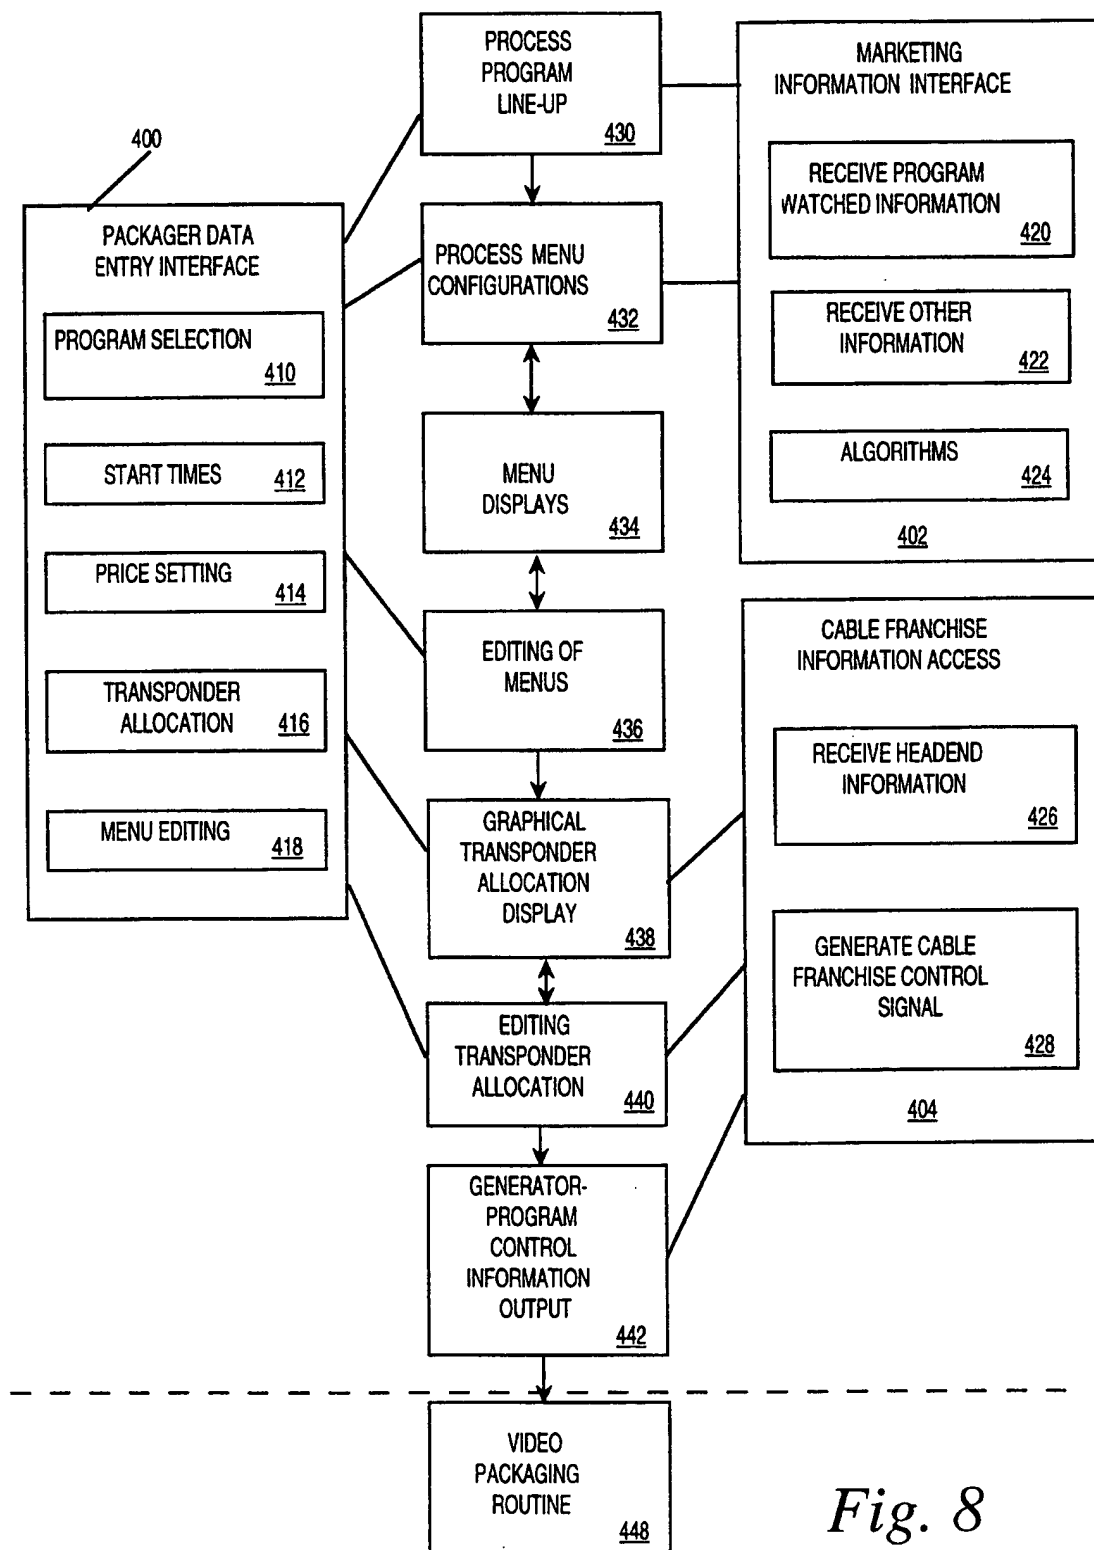 PROCESS
PROGRAM
LINE-UP
430
MARKETING
INFORMATION INTERFACE
RECEIVE PROGRAM
WATCHED INFORMATION
420
RECEIVE OTHER
INFORMATION
422
ALGORITHMS
424
402
400
PACKAGER DATA
ENTRY INTERFACE
PROGRAM SELECTION
410
START TIMES
412
PRICE SETTING
414
TRANSPONDER
ALLOCATION
416
MENU EDITING
418
PROCESS MENU
CONFIGURATIONS
432
MENU
DISPLAYS
434
EDITING OF
MENUS
436
GRAPHICAL
TRANSPONDER
ALLOCATION
DISPLAY
438
EDITING
TRANSPONDER
ALLOCATION
440
GENERATOR-
PROGRAM
CONTROL
INFORMATION
OUTPUT
442
CABLE FRANCHISE
INFORMATION ACCESS
RECEIVE HEADEND
INFORMATION
426
GENERATE CABLE
FRANCHISE CONTROL
SIGNAL
428
404
VIDEO
PACKAGING
ROUTINE
448
Fig. 8